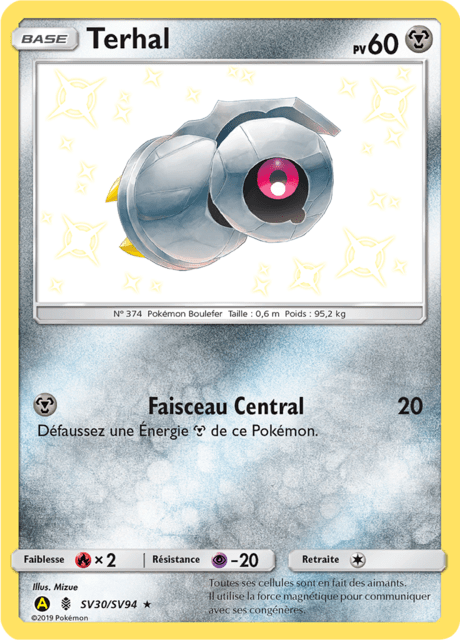 BASE Terhal PV60
N° 374 Pokémon Boulefer Taille : 0,6 m Poids : 95,2 kg
Faisceau Central 20
Défaussez une Énergie de ce Pokémon.
Faiblesse ×2 Résistance -20 Retraite
Illus. Mizue
Toutes ses cellules sont en fait des aimants.
Il utilise la force magnétique pour communiquer
avec ses congénères.
A SV30/SV94
©2019 Pokémon